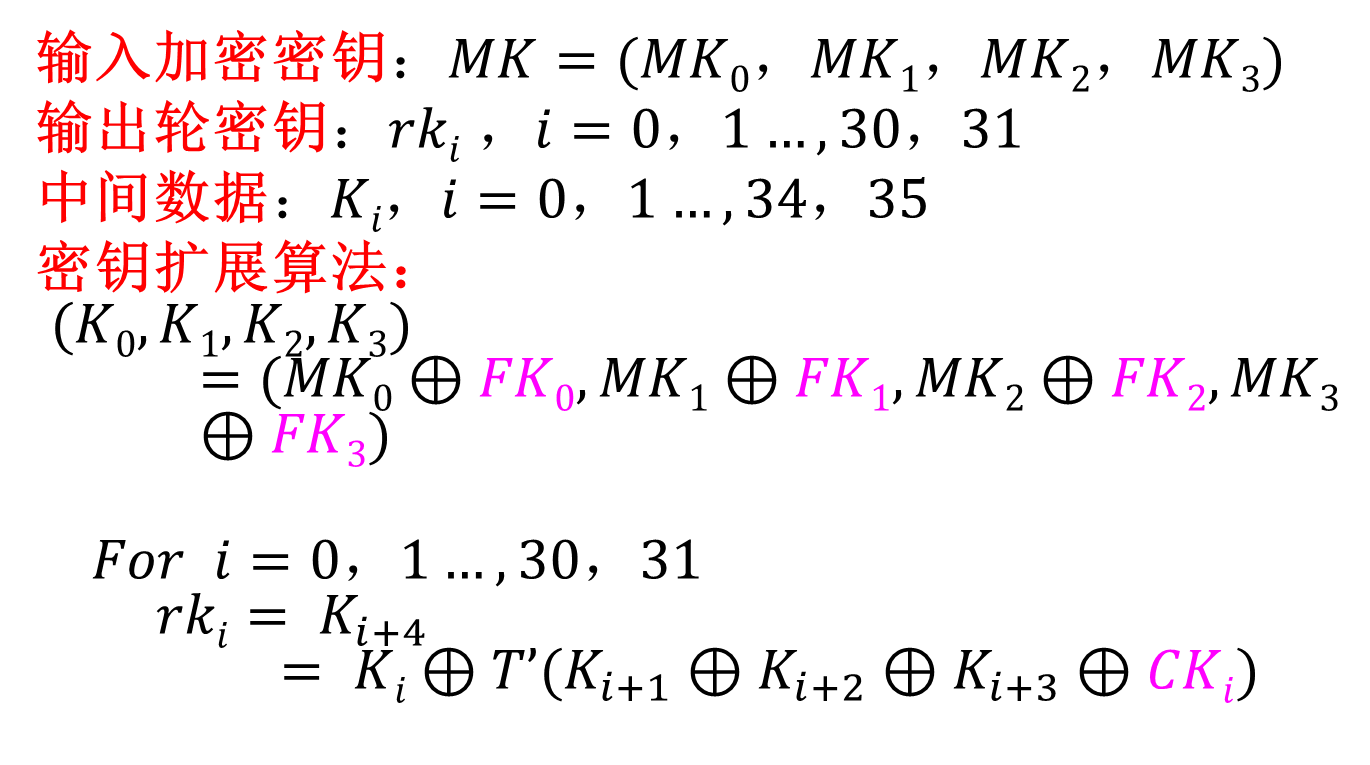 输入加密密钥：MK = (MK₀，MK₁，MK₂，MK₃)
输出轮密钥：rkᵢ ，i = 0，1 … , 30，31
中间数据：Kᵢ，i = 0，1 … , 34，35
密钥扩展算法：
(K₀, K₁, K₂, K₃)
= (MK₀ ⊕ FK₀, MK₁ ⊕ FK₁, MK₂ ⊕ FK₂, MK₃
⊕ FK₃)
For i = 0，1 … , 30，31
rkᵢ = Kᵢ₊₄
= Kᵢ ⊕ T’(Kᵢ₊₁ ⊕ Kᵢ₊₂ ⊕ Kᵢ₊₃ ⊕ CKᵢ)